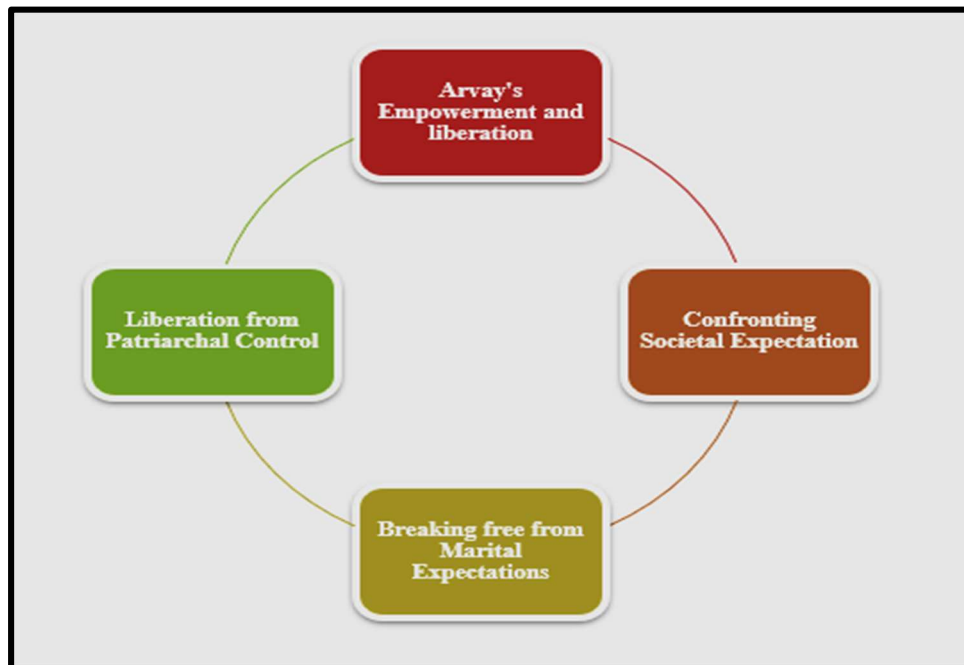 Arvay's
Empowerment and
liberation
Confronting
Societal Expectation
Breaking free from
Marital
Expectations
Liberation from
Patriarchal Control